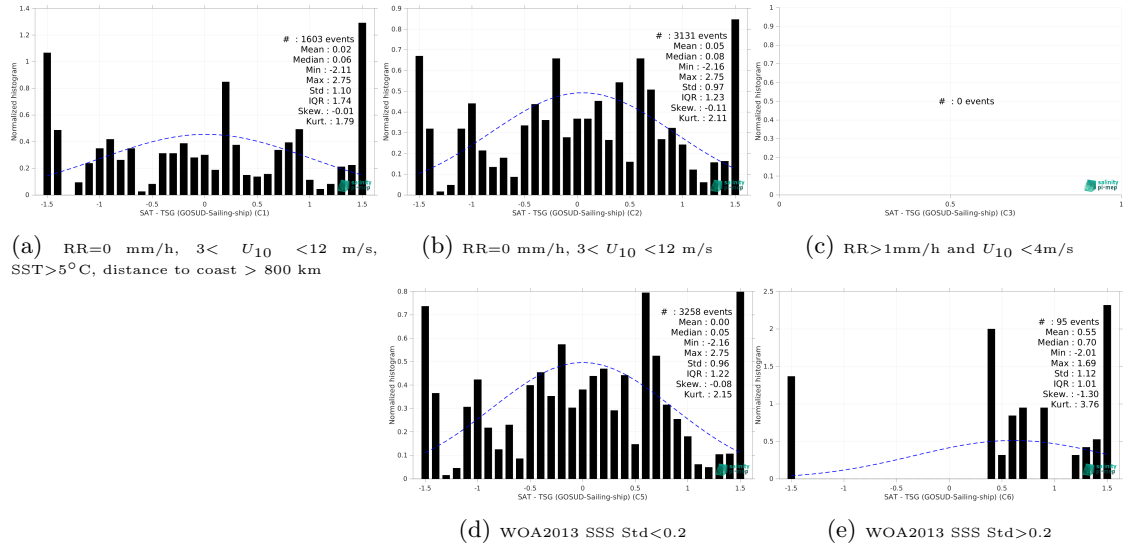 1.4
1.2
1
0.8
0.6
0.4
0.2
0
Normalized histogram
# : 1603 events
Mean : 0.02
Median : 0.06
Min : -2.11
Max : 2.75
Std : 1.10
IQR : 1.74
Skew. : -0.01
Kurt. : 1.79
salinity
pi-mep
-1.5 -1 -0.5 0 0.5 1 1.5
SAT - TSG (GOSUD-Sailing-ship) (C1)
(a) RR=0 mm/h, 3< U10 <12 m/s,
SST>5°C, distance to coast > 800 km
0.9
0.8
0.7
0.6
0.5
0.4
0.3
0.2
0.1
0
Normalized histogram
# : 3131 events
Mean : 0.05
Median : 0.08
Min : -2.16
Max : 2.75
Std : 0.97
IQR : 1.23
Skew. : -0.11
Kurt. : 2.11
salinity
pi-mep
-1.5 -1 -0.5 0 0.5 1 1.5
SAT - TSG (GOSUD-Sailing-ship) (C2)
(b) RR=0 mm/h, 3< U10 <12 m/s
1
0.9
0.8
0.7
0.6
0.5
0.4
0.3
0.2
0.1
0
Normalized histogram
# : 0 events
salinity
pi-mep
0 0.5 1
SAT - TSG (GOSUD-Sailing-ship) (C3)
(c) RR>1mm/h and U10 <4m/s
0.8
0.7
0.6
0.5
0.4
0.3
0.2
0.1
0
Normalized histogram
# : 3258 events
Mean : 0.00
Median : 0.05
Min : -2.16
Max : 2.75
Std : 0.96
IQR : 1.22
Skew. : -0.08
Kurt. : 2.15
salinity
pi-mep
-1.5 -1 -0.5 0 0.5 1 1.5
SAT - TSG (GOSUD-Sailing-ship) (C5)
(d) WOA2013 SSS Std<0.2
2.5
2
1.5
1
0.5
0
Normalized histogram
# : 95 events
Mean : 0.55
Median : 0.70
Min : -2.01
Max : 1.69
Std : 1.12
IQR : 1.01
Skew. : -1.30
Kurt. : 3.76
salinity
pi-mep
-1.5 -1 -0.5 0 0.5 1 1.5
SAT - TSG (GOSUD-Sailing-ship) (C6)
(e) WOA2013 SSS Std>0.2